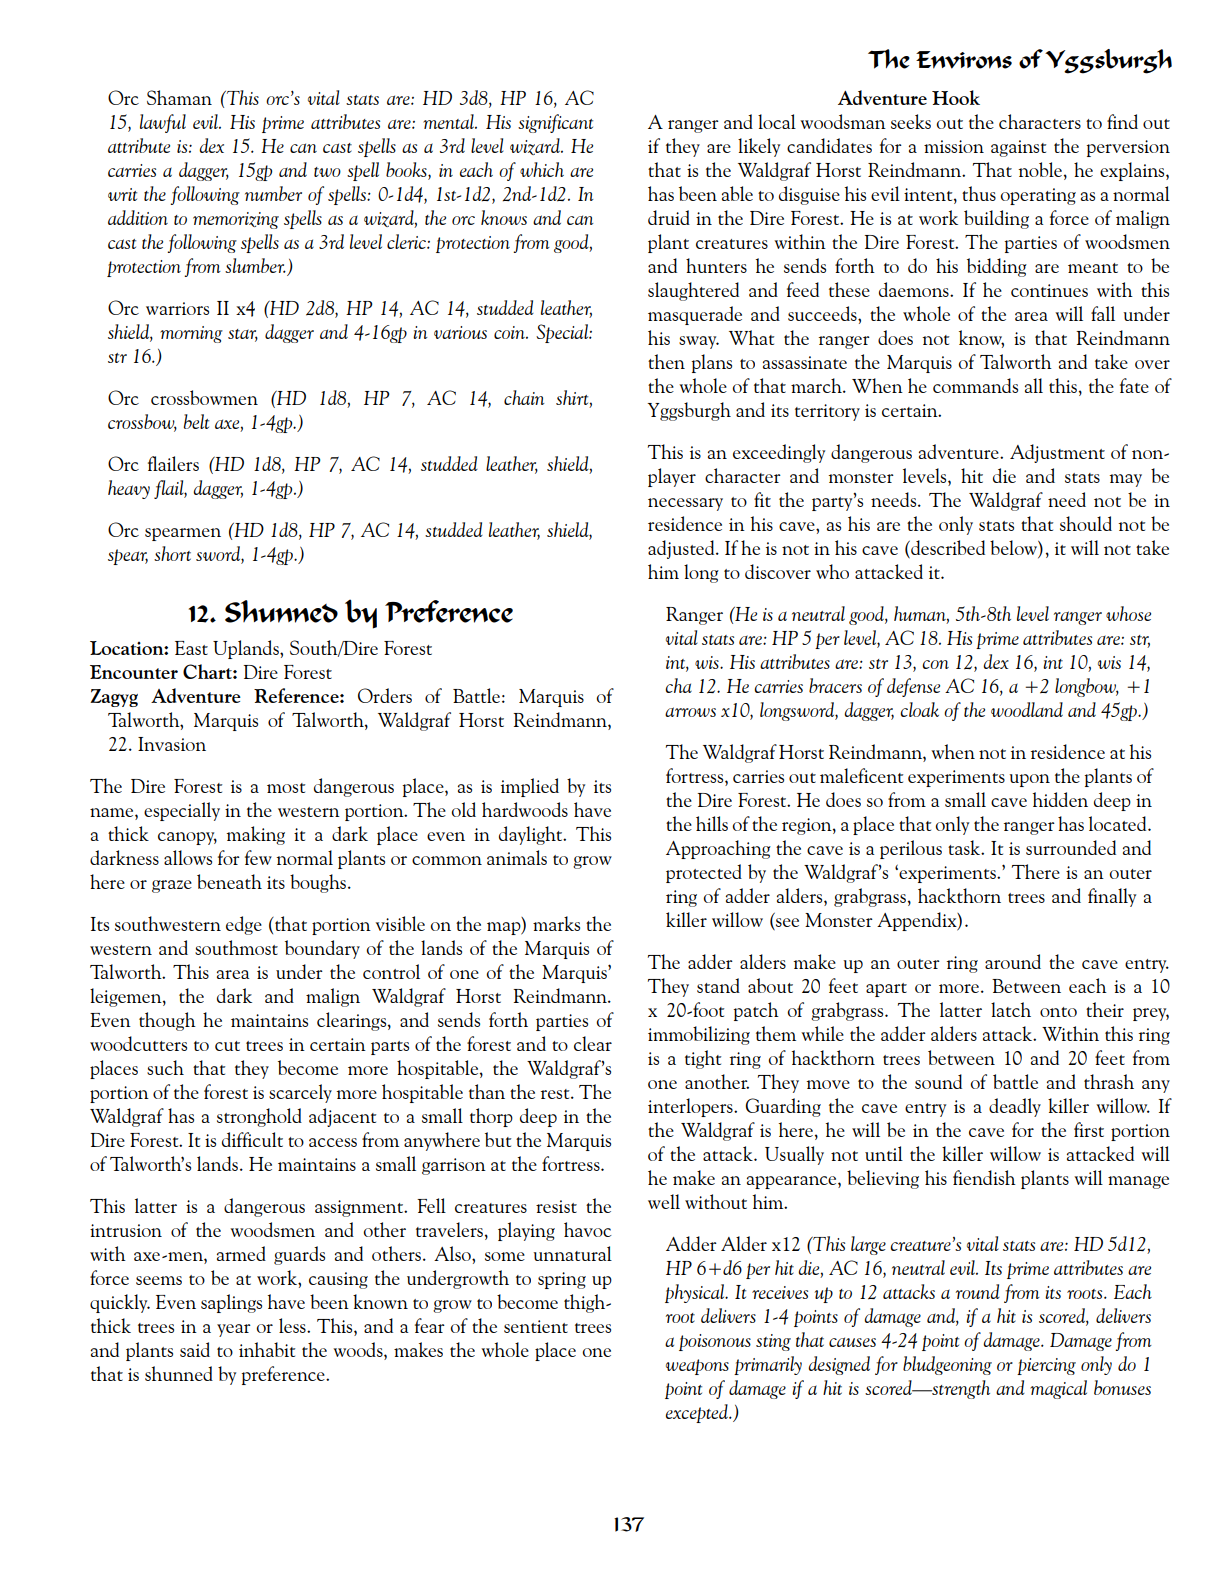 The Environs of Yggsburgh
Orc Shaman (This orc's vital stats are: HD 3d8, HP 16, AC
15, lawful evil. His prime attributes are: mental. His significant
attribute is: dex 15. He can cast spells as a 3rd level wizard. He
carries a dagger, 15gp and two spell books, in each of which are
writ the following number of spells: 0-1d4, 1st-1d2, 2nd-1d2. In
addition to memorizing spells as a wizard, the orc knows and can
cast the following spells as a 3rd level cleric: protection from good,
protection from slumber.)
Orc warriors II x4 (HD 2d8, HP 14, AC 14, studded leather,
shield, morning star, dagger and 4-16gp in various coin. Special:
str 16.)
Orc crossbowmen (HD 1d8, HP 7, AC 14, chain shirt,
crossbow, belt axe, 1-4gp.)
Orc flailers (HD 1d8, HP 7, AC 14, studded leather, shield,
heavy flail, dagger, 1-4gp.)
Orc spearmen (HD 1d8, HP 7, AC 14, studded leather, shield,
spear, short sword, 1-4gp.)
12. Shunned by Preference
Location: East Uplands, South/Dire Forest
Encounter Chart: Dire Forest
Zagyg Adventure Reference: Orders of Battle: Marquis of
Talworth, Marquis of Talworth, Waldgraf Horst Reindmann,
22. Invasion
The Dire Forest is a most dangerous place, as is implied by its
name, especially in the western portion. The old hardwoods have
a thick canopy, making it a dark place even in daylight. This
darkness allows for few normal plants or common animals to grow
here or graze beneath its boughs.
Its southwestern edge (that portion visible on the map) marks the
western and southmost boundary of the lands of the Marquis of
Talworth. This area is under the control of one of the Marquis'
leigemen, the dark and malign Waldgraf Horst Reindmann.
Even though he maintains clearings, and sends forth parties of
woodcutters to cut trees in certain parts of the forest and to clear
places such that they become more hospitable, the Waldgraf's
portion of the forest is scarcely more hospitable than the rest. The
Waldgraf has a stronghold adjacent to a small thorp deep in the
Dire Forest. It is difficult to access from anywhere but the Marquis
of Talworth's lands. He maintains a small garrison at the fortress.
This latter is a dangerous assignment. Fell creatures resist the
intrusion of the woodsmen and other travelers, playing havoc
with axe-men, armed guards and others. Also, some unnatural
force seems to be at work, causing the undergrowth to spring up
quickly. Even saplings have been known to grow to become thigh-
thick trees in a year or less. This, and a fear of the sentient trees
and plants said to inhabit the woods, makes the whole place one
that is shunned by preference.
Adventure Hook
A ranger and local woodsman seeks out the characters to find out
if they are likely candidates for a mission against the perversion
that is the Waldgraf Horst Reindmann. That noble, he explains,
has been able to disguise his evil intent, thus operating as a normal
druid in the Dire Forest. He is at work building a force of malign
plant creatures within the Dire Forest. The parties of woodsmen
and hunters he sends forth to do his bidding are meant to be
slaughtered and feed these daemons. If he continues with this
masquerade and succeeds, the whole of the area will fall under
his sway. What the ranger does not know, is that Reindmann
then plans to assassinate the Marquis of Talworth and take over
the whole of that march. When he commands all this, the fate of
Yggsburgh and its territory is certain.
This is an exceedingly dangerous adventure. Adjustment of non-
player character and monster levels, hit die and stats may be
necessary to fit the party's needs. The Waldgraf need not be in
residence in his cave, as his are the only stats that should not be
adjusted. If he is not in his cave (described below), it will not take
him long to discover who attacked it.
Ranger (He is a neutral good, human, 5th-8th level ranger whose
vital stats are: HP 5 per level, AC 18. His prime attributes are: str,
int, wis. His attributes are: str 13, con 12, dex 16, int 10, wis 14,
cha 12. He carries bracers of defense AC 16, a +2 longbow, +1
arrows x10, longsword, dagger, cloak of the woodland and 45gp.)
The Waldgraf Horst Reindmann, when not in residence at his
fortress, carries out maleficent experiments upon the plants of
the Dire Forest. He does so from a small cave hidden deep in
the hills of the region, a place that only the ranger has located.
Approaching the cave is a perilous task. It is surrounded and
protected by the Waldgraf's 'experiments.' There is an outer
ring of adder alders, grabgrass, hackthorn trees and finally a
killer willow (see Monster Appendix).
The adder alders make up an outer ring around the cave entry.
They stand about 20 feet apart or more. Between each is a 10
x 20-foot patch of grabgrass. The latter latch onto their prey,
immobilizing them while the adder alders attack. Within this ring
is a tight ring of hackthorn trees between 10 and 20 feet from
one another. They move to the sound of battle and thrash any
interlopers. Guarding the cave entry is a deadly killer willow. If
the Waldgraf is here, he will be in the cave for the first portion
of the attack. Usually not until the killer willow is attacked will
he make an appearance, believing his fiendish plants will manage
well without him.
Adder Alder x12 (This large creature's vital stats are: HD 5d12,
HP 6+d6 per hit die, AC 16, neutral evil. Its prime attributes are
physical. It receives up to 12 attacks a round from its roots. Each
root delivers 1-4 points of damage and, if a hit is scored, delivers
a poisonous sting that causes 4-24 point of damage. Damage from
weapons primarily designed for bludgeoning or piercing only do 1
point of damage if a hit is scored—strength and magical bonuses
excepted.)
137